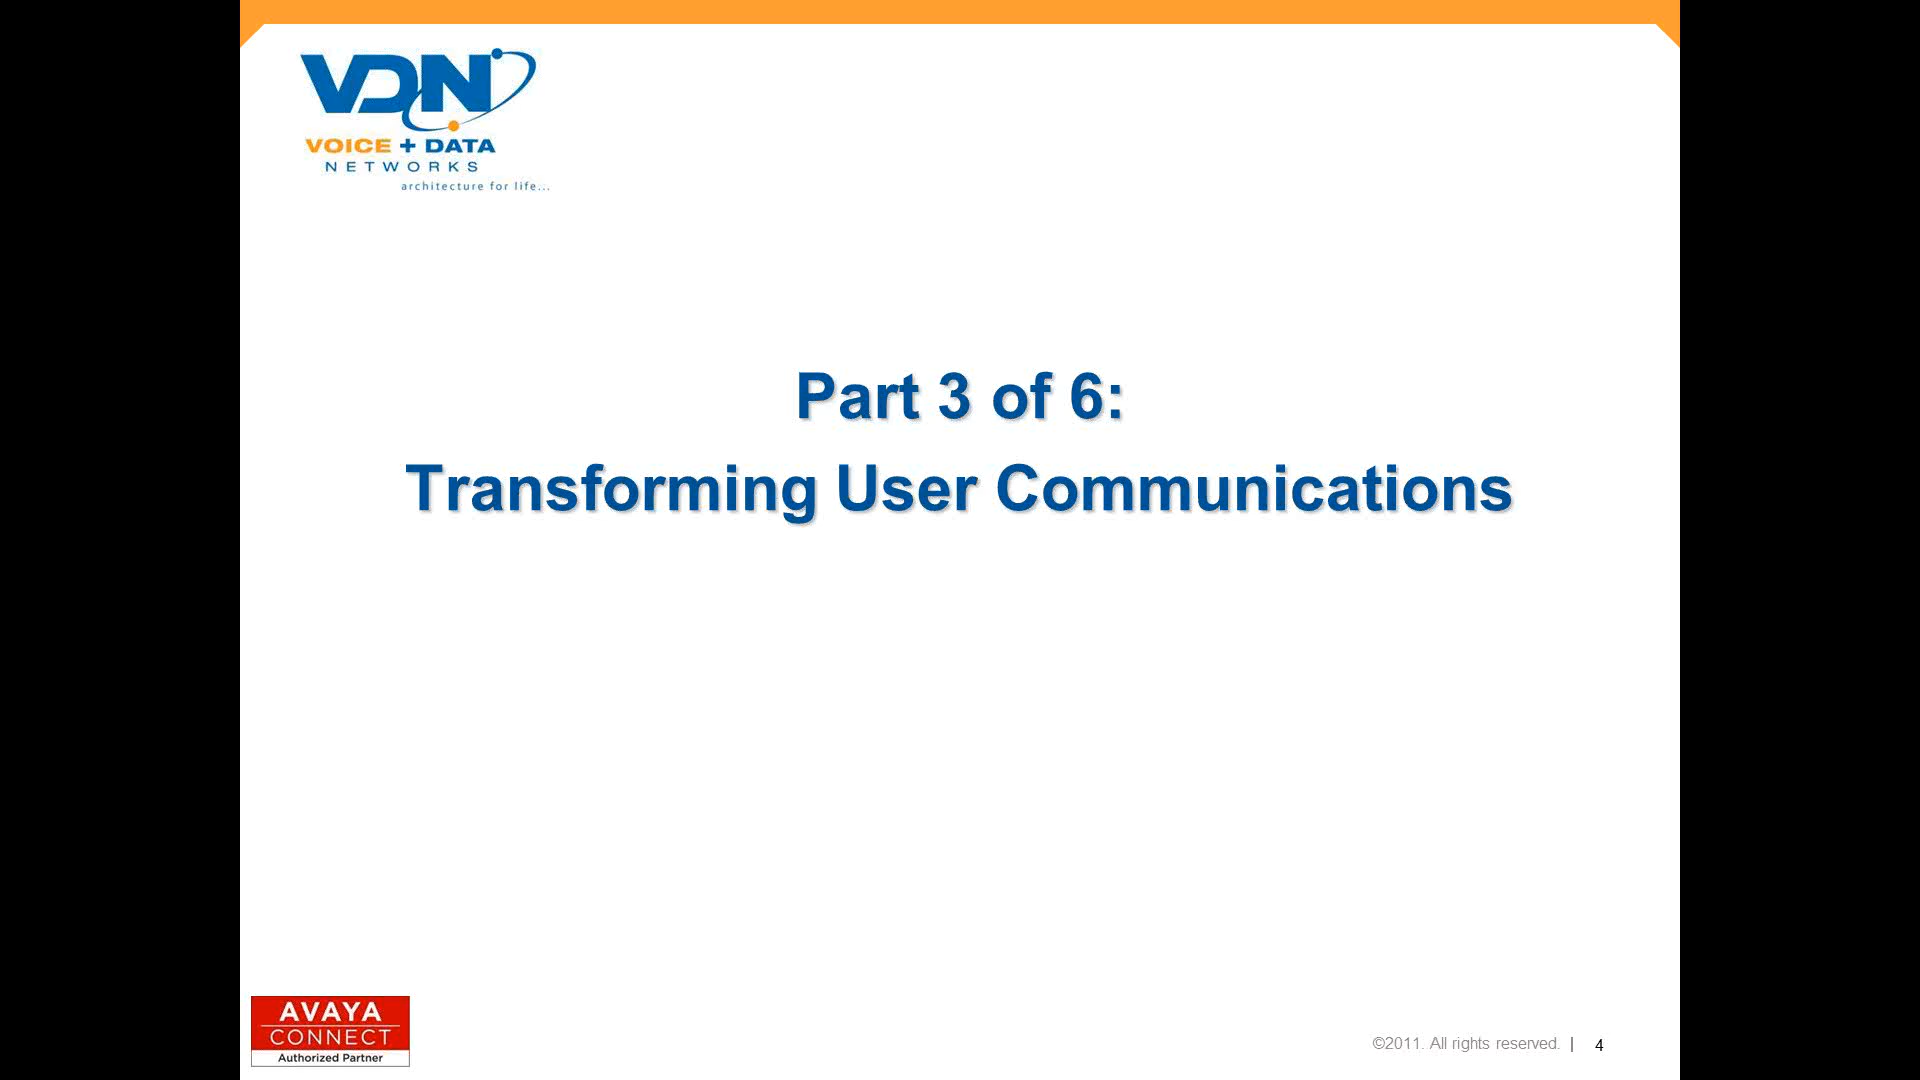 VDN
VOICE + DATA
NETWORKS
architecture for life...
Part 3 of 6:
Transforming User Communications
AVAYA
CONNECT
Authorized Partner
©2011. All rights reserved. | 4